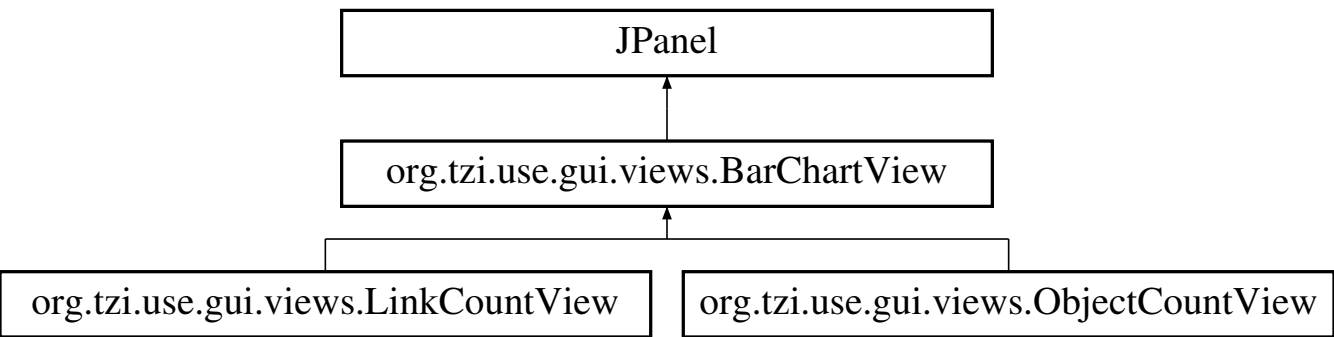 JPanel
org.tzi.use.gui.views.BarChartView
org.tzi.use.gui.views.LinkCountView
org.tzi.use.gui.views.ObjectCountView